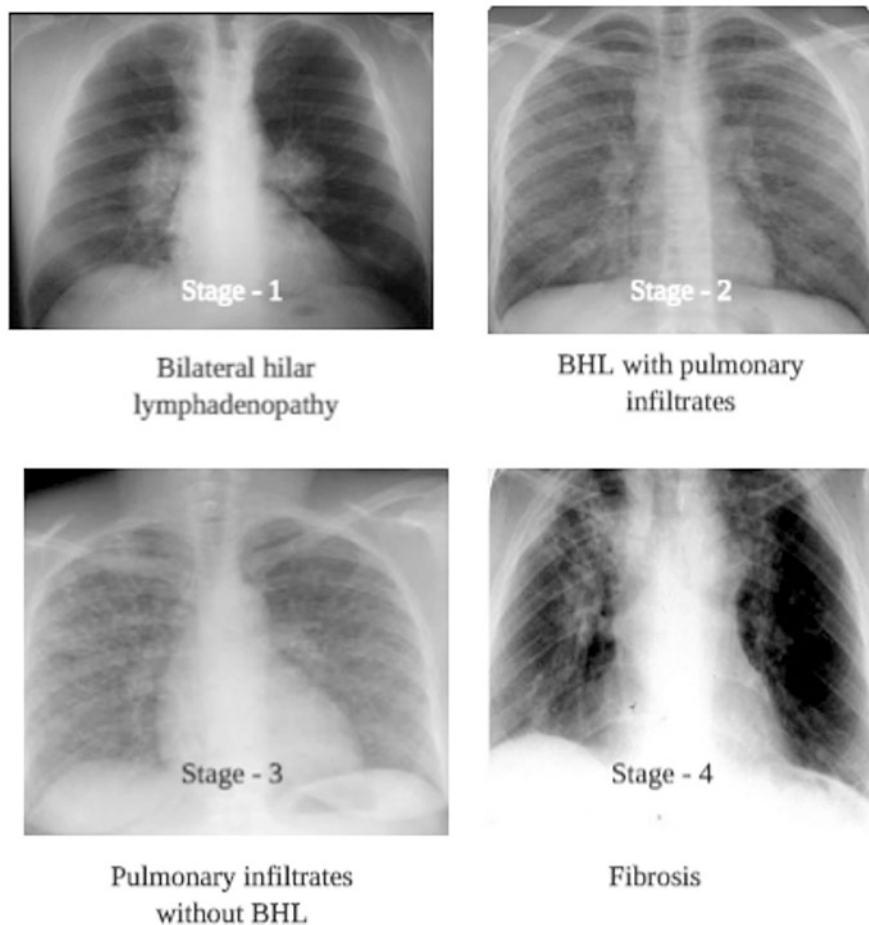 Stage - 1
Bilateral hilar
lymphadenopathy
Stage - 2
BHL with pulmonary
infiltrates
Stage - 3
Pulmonary infiltrates
without BHL
Stage - 4
Fibrosis